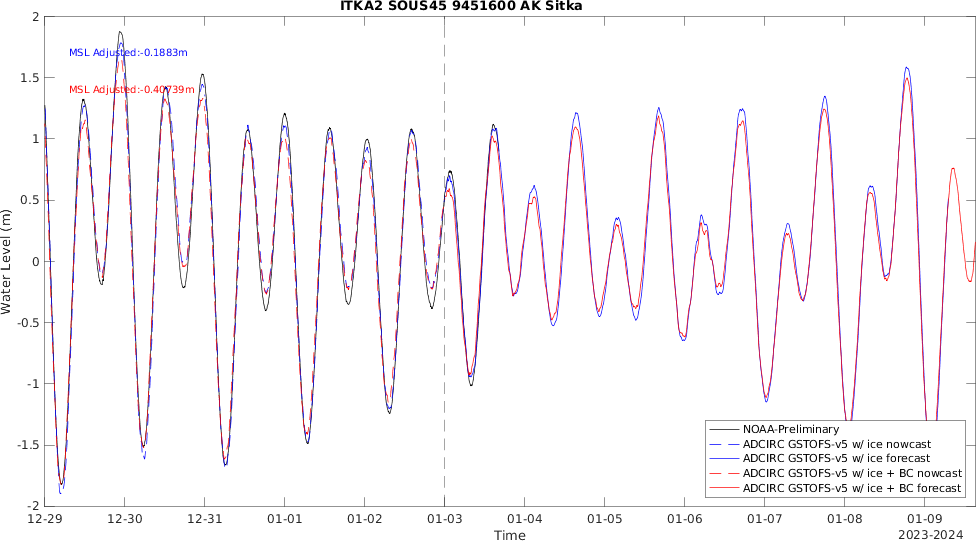 ITKA2 SOUS45 9451600 AK Sitka
MSL Adjusted:-0.1883m
MSL Adjusted:-0.40739m
Water Level (m)
2
1.5
1
0.5
0
-0.5
-1
-1.5
-2
NOAA-Preliminary
ADCIRC GSTOFS-v5 w/ ice nowcast
ADCIRC GSTOFS-v5 w/ ice forecast
ADCIRC GSTOFS-v5 w/ ice + BC nowcast
ADCIRC GSTOFS-v5 w/ ice + BC forecast
12-29 12-30 12-31 01-01 01-02 01-03 01-04 01-05 01-06 01-07 01-08 01-09
Time
2023-2024